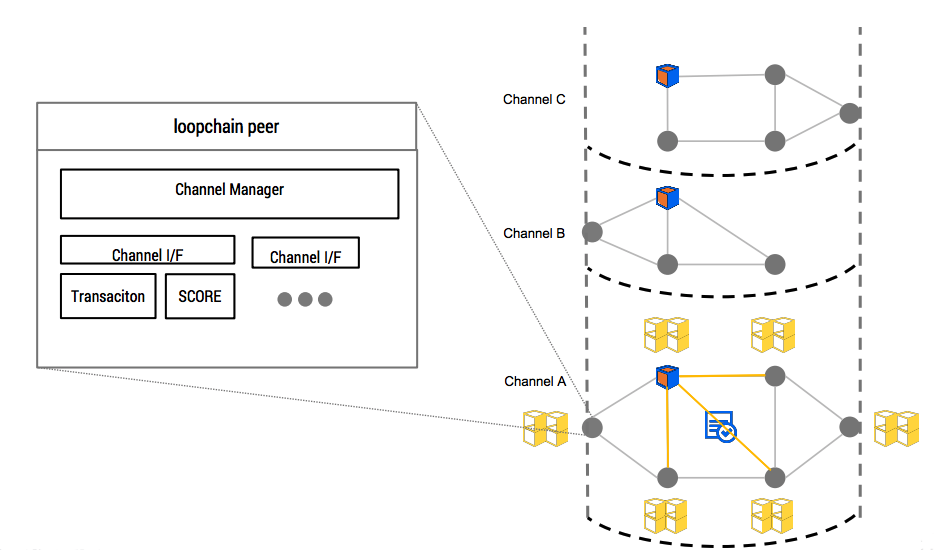 loopchain peer
Channel Manager
Channel I/F
Channel I/F
Transaciton
SCORE
Channel C
Channel B
Channel A